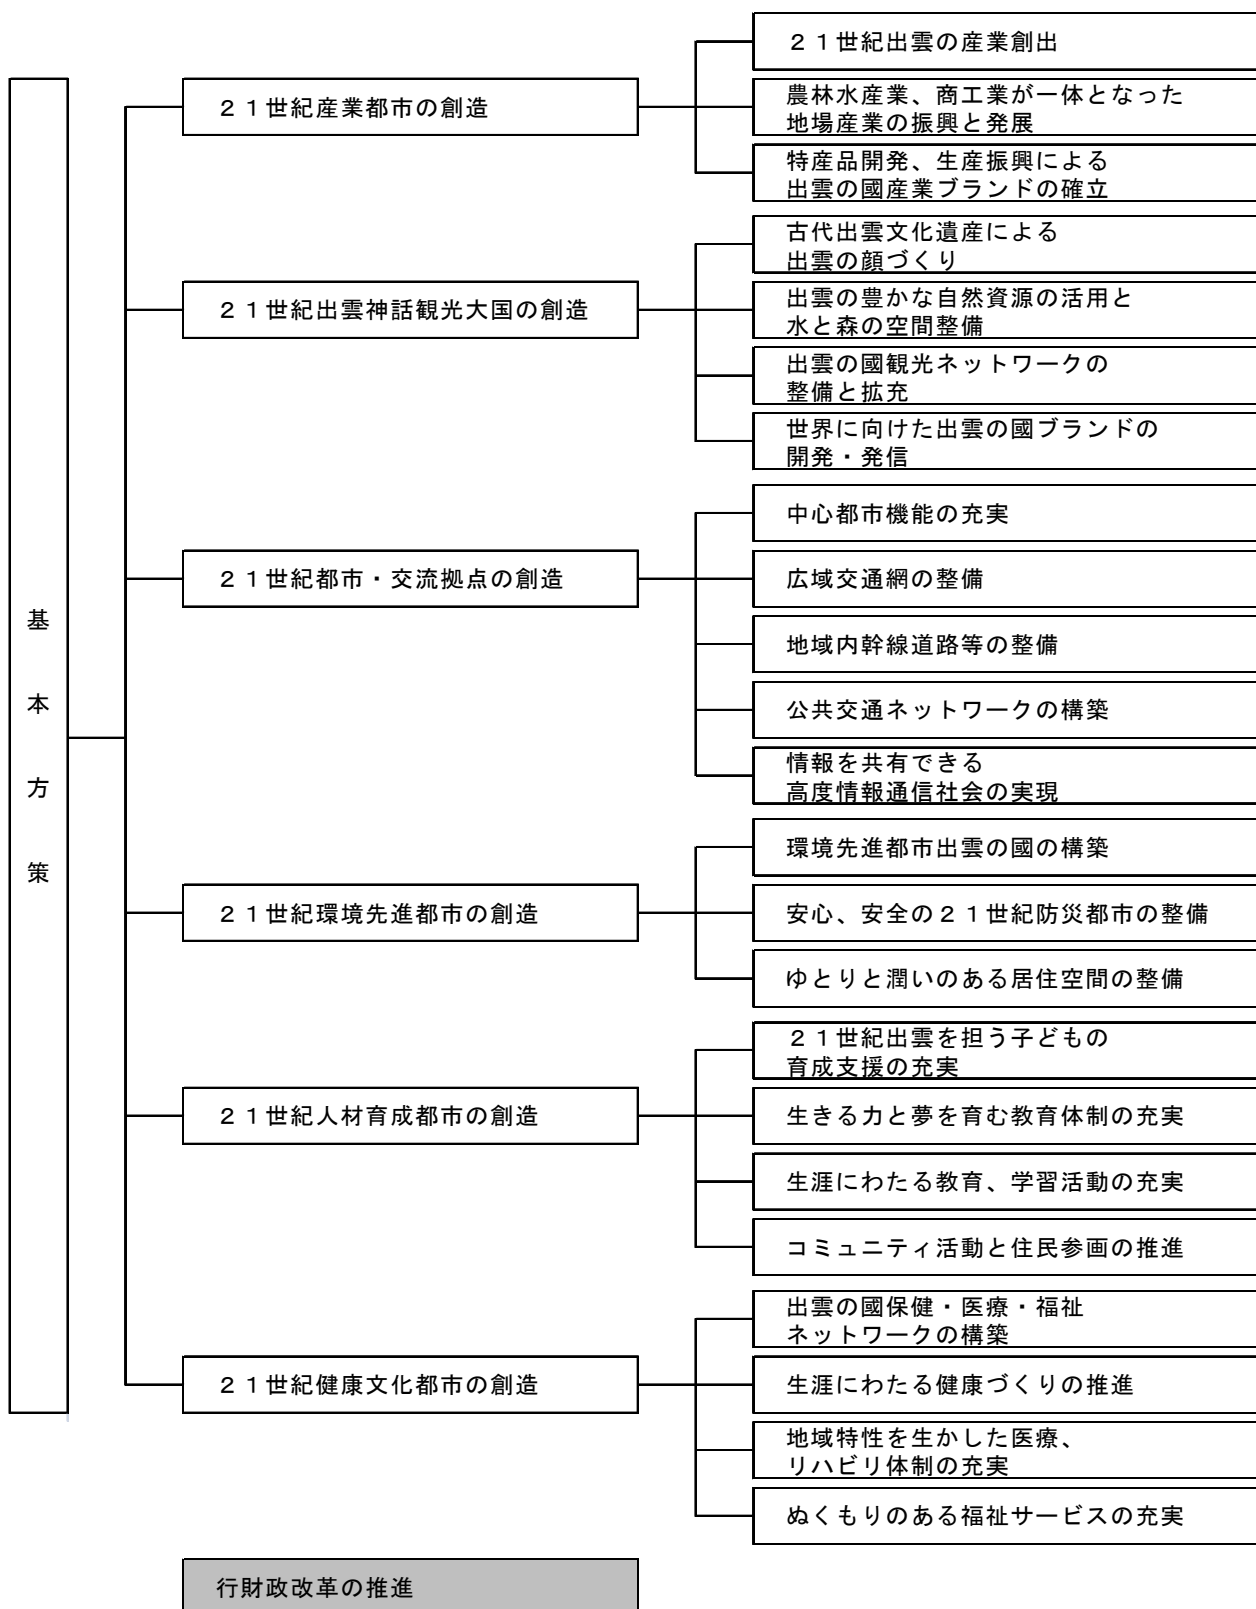 基本方策
２１世紀産業都市の創造
２１世紀出雲の産業創出
農林水産業、商工業が一体となった
地場産業の振興と発展
特産品開発、生産振興による
出雲の國産業ブランドの確立
２１世紀出雲神話観光大国の創造
古代出雲文化遺産による
出雲の顔づくり
出雲の豊かな自然資源の活用と
水と森の空間整備
出雲の國観光ネットワークの
整備と拡充
世界に向けた出雲の國ブランドの
開発・発信
２１世紀都市・交流拠点の創造
中心都市機能の充実
広域交通網の整備
地域内幹線道路等の整備
公共交通ネットワークの構築
情報を共有できる
高度情報通信社会の実現
２１世紀環境先進都市の創造
環境先進都市出雲の國の構築
安心、安全の２１世紀防災都市の整備
ゆとりと潤いのある居住空間の整備
２１世紀人材育成都市の創造
２１世紀出雲を担う子どもの
育成支援の充実
生きる力と夢を育む教育体制の充実
生涯にわたる教育、学習活動の充実
コミュニティ活動と住民参画の推進
２１世紀健康文化都市の創造
出雲の國保健・医療・福祉
ネットワークの構築
生涯にわたる健康づくりの推進
地域特性を生かした医療、
リハビリ体制の充実
ぬくもりのある福祉サービスの充実
行財政改革の推進